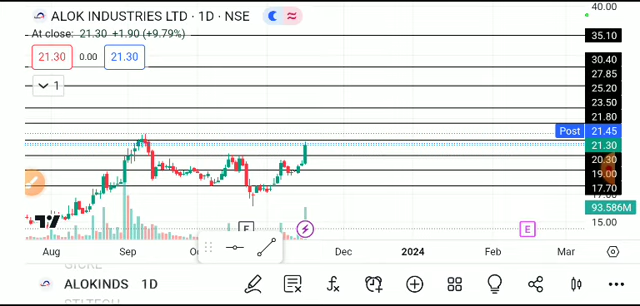 ALOK INDUSTRIES LTD · 1D · NSE
At close: 21.30 +1.90 (+9.79%)
21.30 0.00 21.30
1
40.00
35.10
30.40
27.85
25.20
23.50
21.80
Post 21.45
21.30
20.30
19.00
17.70
93.586M
15.00
E
E
Aug Sep Dec 2024 Feb Mar
ALOKINDS 1D